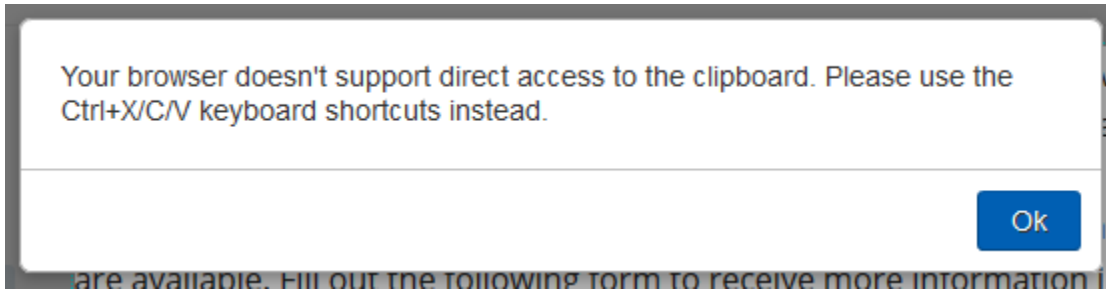 Your browser doesn't support direct access to the clipboard. Please use the
Ctrl+X/C/V keyboard shortcuts instead.
Ok
are available. Fill out the following form to receive more information